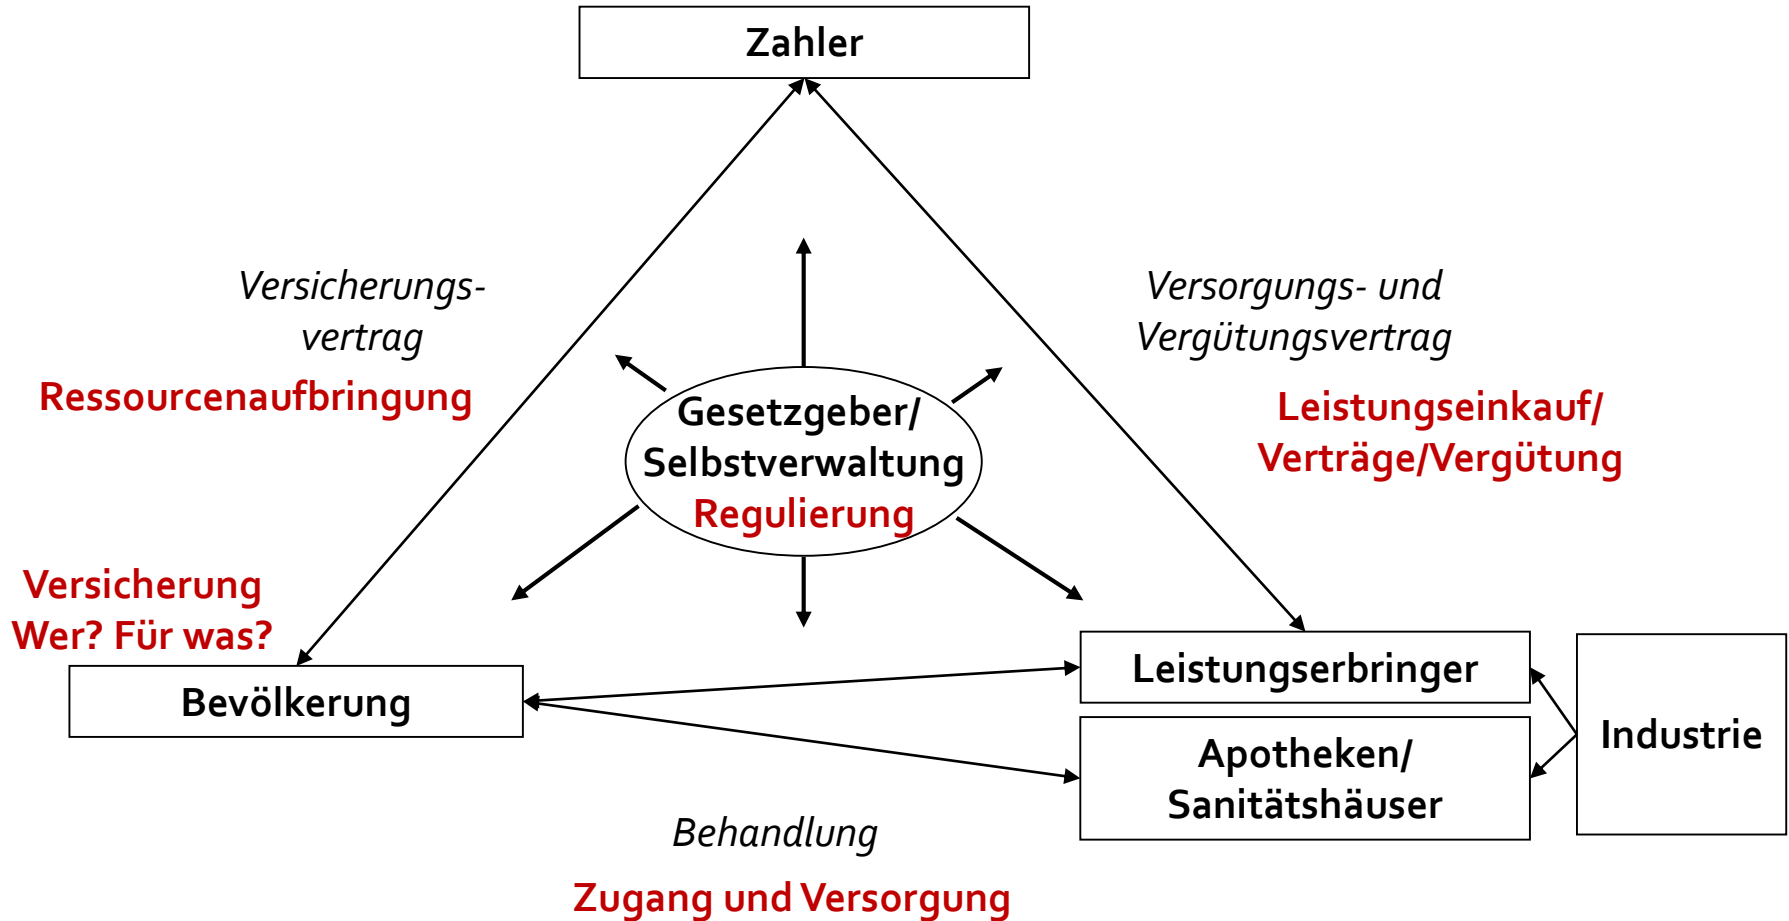 Zahler
Versicherungs-
vertrag
Ressourcenaufbringung
Versorgungs- und
Vergütungsvertrag
Leistungseinkauf/
Verträge/Vergütung
Gesetzgeber/
Selbstverwaltung
Regulierung
Versicherung
Wer? Für was?
Bevölkerung
Leistungserbringer
Apotheken/
Sanitätshäuser
Industrie
Behandlung
Zugang und Versorgung